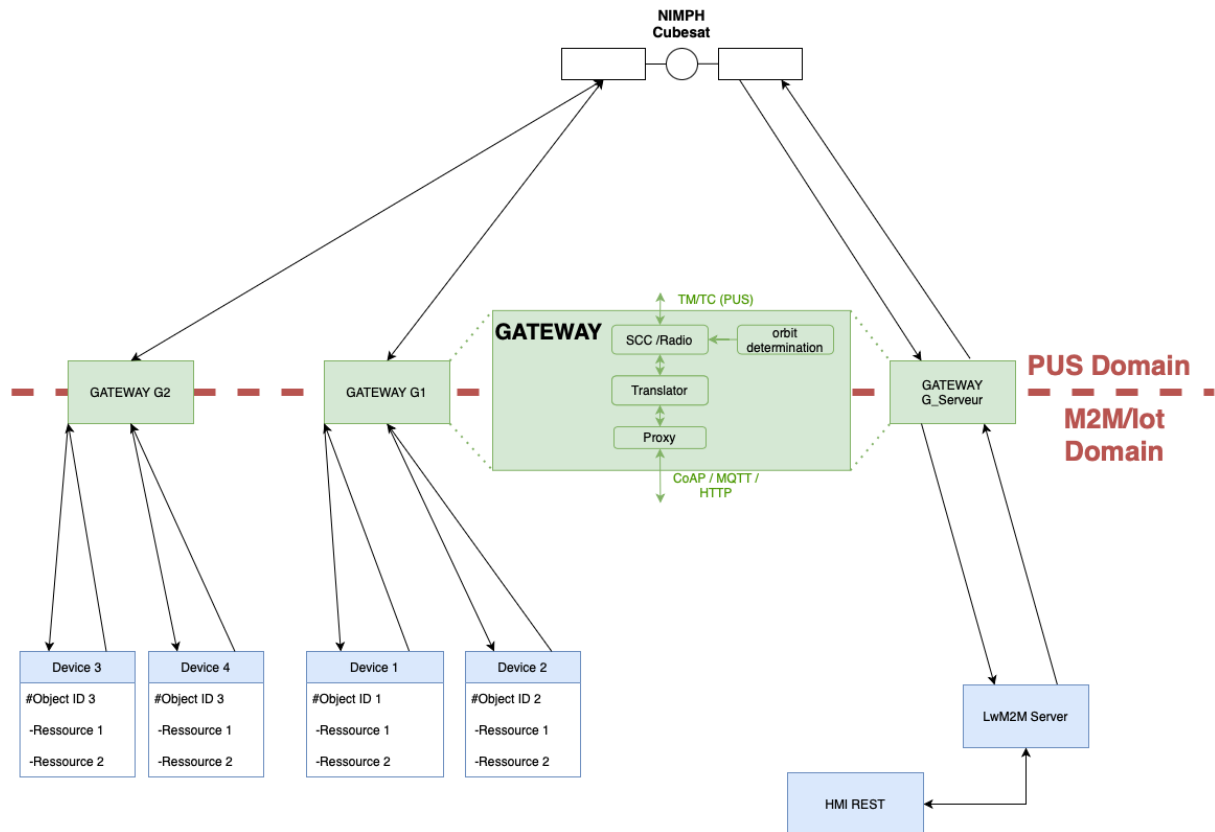 NIMPH
Cubesat
TM/TC (PUS)
GATEWAY
SCC /Radio
orbit
determination
Translator
Proxy
CoAP / MQTT /
HTTP
GATEWAY G2
GATEWAY G1
GATEWAY
G_Serveur
PUS Domain
M2M/Iot
Domain
Device 3
#Object ID 3
-Ressource 1
-Ressource 2
Device 4
#Object ID 3
-Ressource 1
-Ressource 2
Device 1
#Object ID 1
-Ressource 1
-Ressource 2
Device 2
#Object ID 2
-Ressource 1
-Ressource 2
LwM2M Server
HMI REST